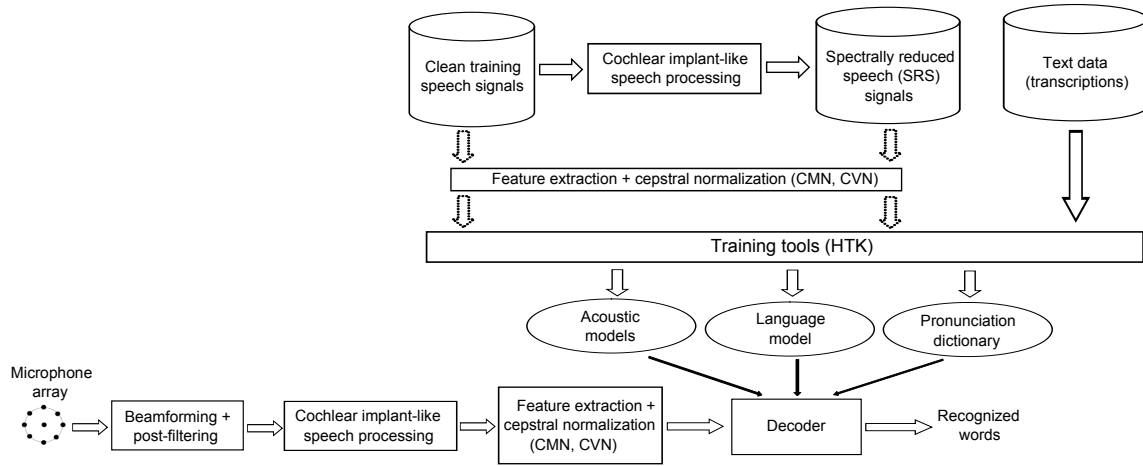 Clean training
speech signals
Cochlear implant-like
speech processing
Spectrally reduced
speech (SRS)
signals
Text data
(transcriptions)
Feature extraction + cepstral normalization (CMN, CVN)
Training tools (HTK)
Acoustic
models
Language
model
Pronunciation
dictionary
Microphone
array
Beamforming +
post-filtering
Cochlear implant-like
speech processing
Feature extraction +
cepstral normalization
(CMN, CVN)
Decoder
Recognized
words